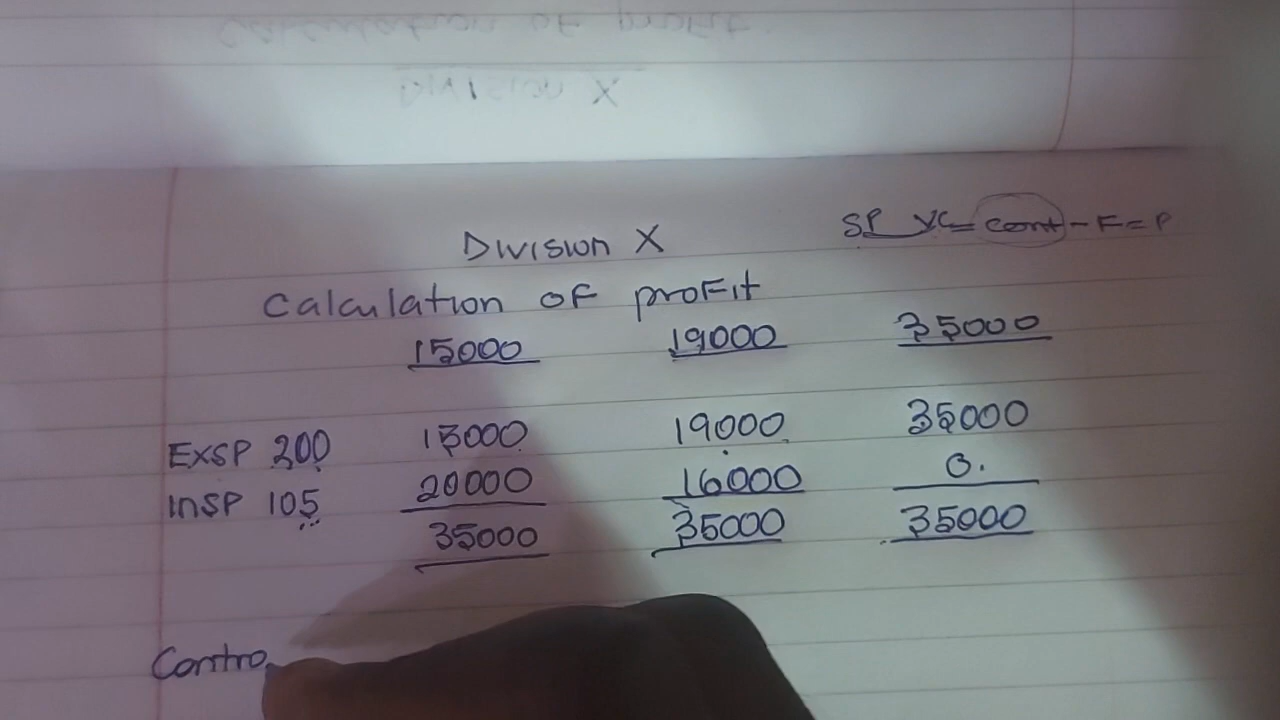 SP VC = cont - F = P
Division X
Calculation of profit
15000 19000 35000
EXSP 200 15000 19000 35000
INSP 105 20000 16000 0.
35000 35000 35000
Contro